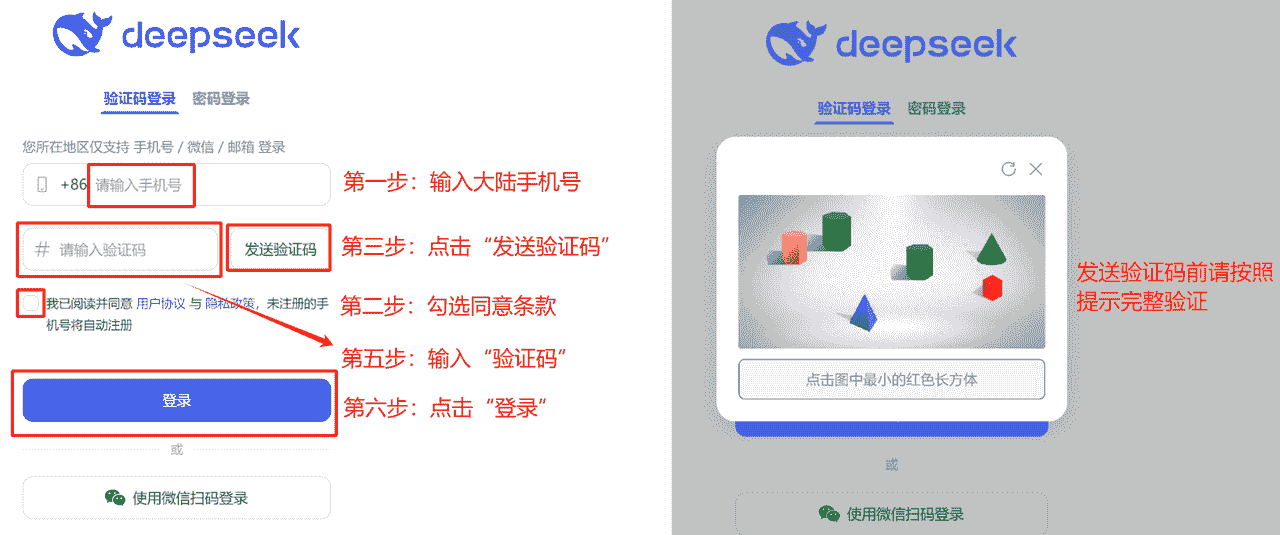 deepseek
验证码登录 密码登录
您所在地区仅支持 手机号 / 微信 / 邮箱 登录
+86 请输入手机号
第一步：输入大陆手机号
# 请输入验证码 发送验证码
第三步：点击“发送验证码”
我已阅读并同意 用户协议 与 隐私政策，未注册的手
机号将自动注册
第二步：勾选同意条款
第五步：输入“验证码”
登录
第六步：点击“登录”
或
使用微信扫码登录
deepseek
验证码登录 密码登录
点击图中最小的红色长方体
发送验证码前请按照
提示完整验证
或
使用微信扫码登录